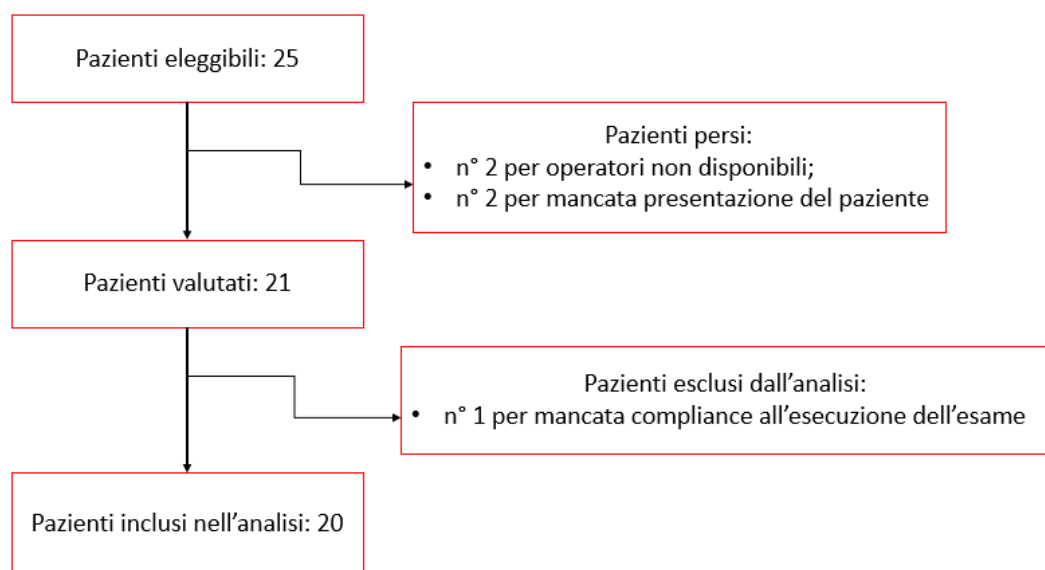 Pazienti eleggibili: 25
Pazienti persi:
• n° 2 per operatori non disponibili;
• n° 2 per mancata presentazione del paziente
Pazienti valutati: 21
Pazienti esclusi dall’analisi:
• n° 1 per mancata compliance all’esecuzione dell’esame
Pazienti inclusi nell’analisi: 20